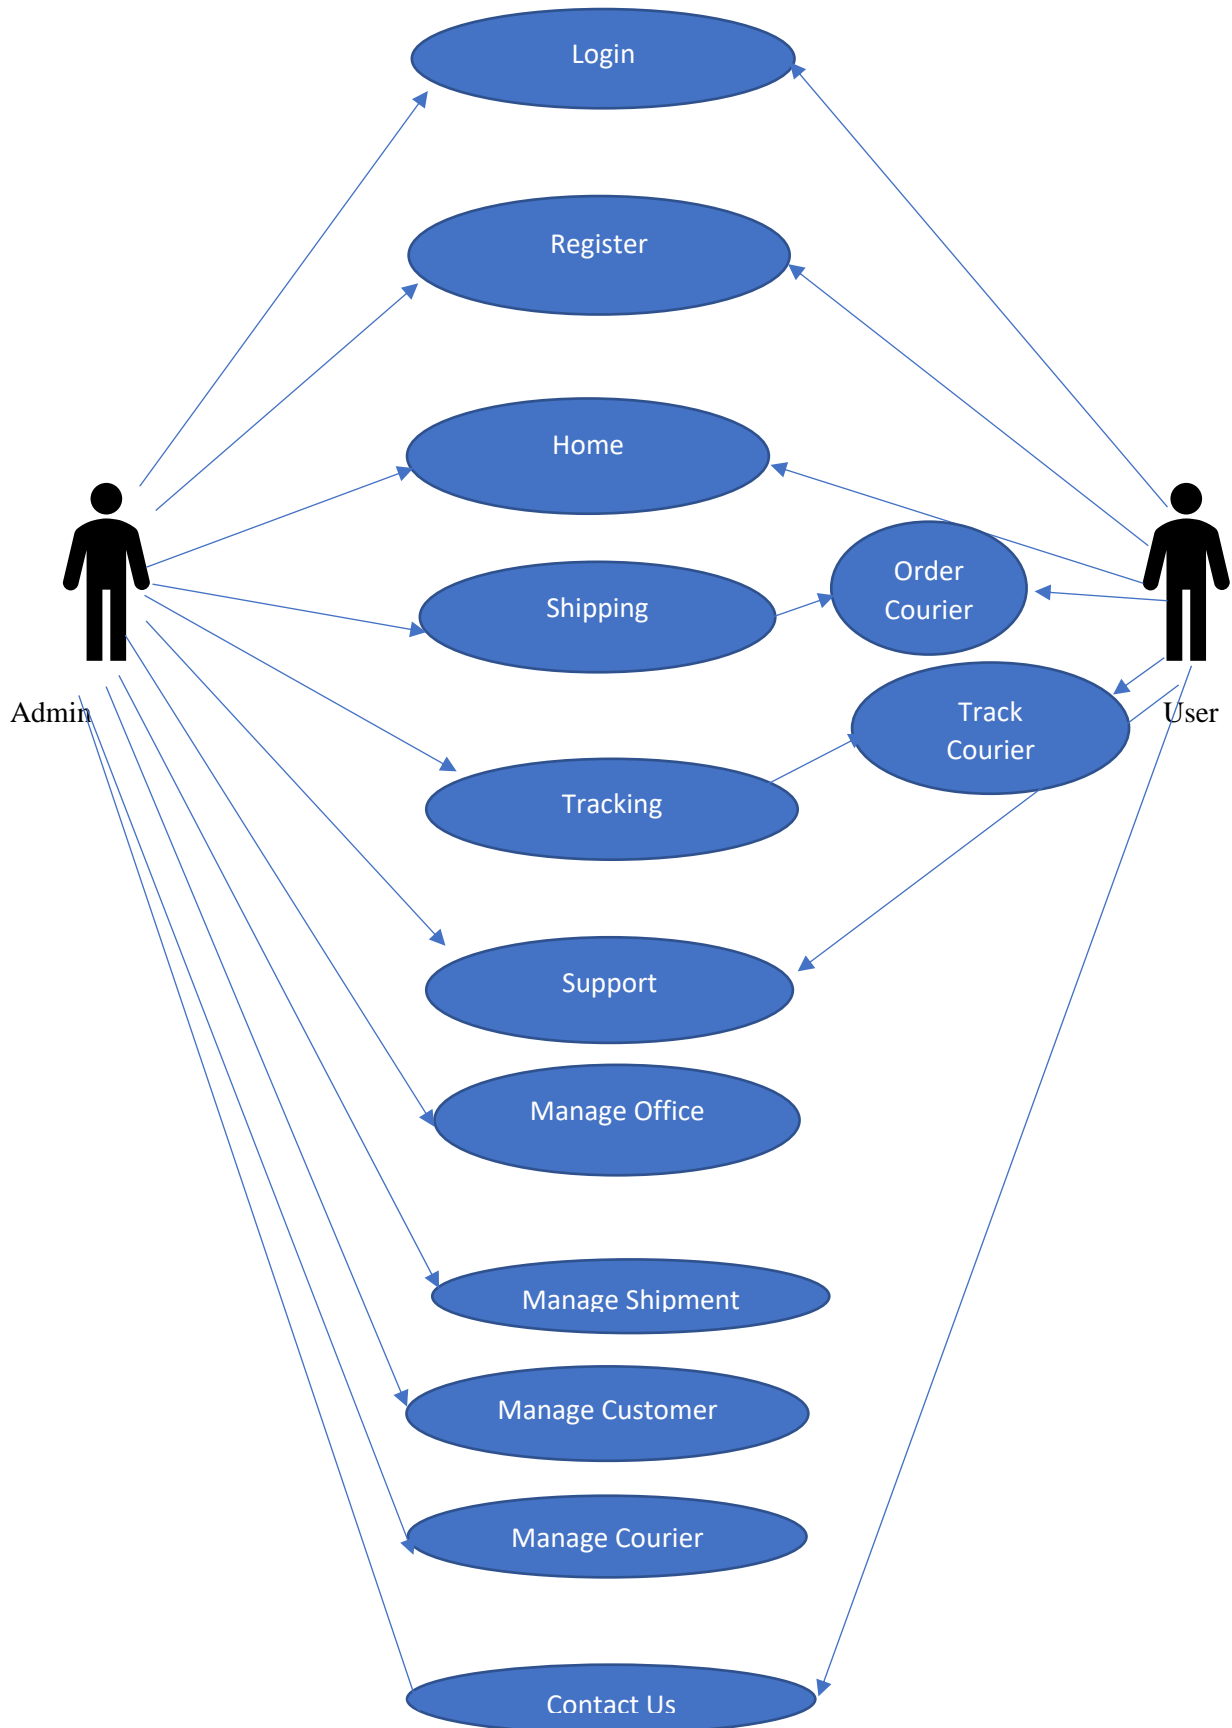 Login
Register
Home
Order
Courier
Shipping
Admin
Track
Courier
User
Tracking
Support
Manage Office
Manage Shipment
Manage Customer
Manage Courier
Contact Us